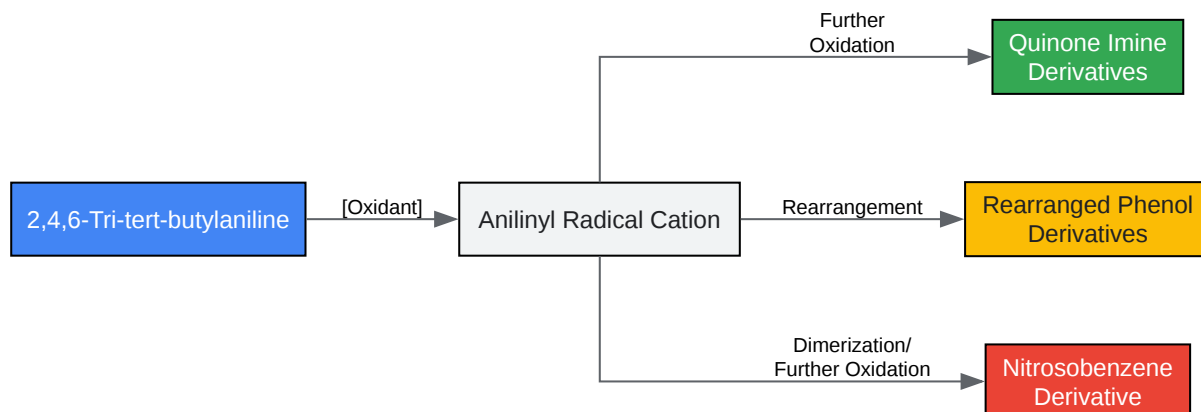 Further
Oxidation
Quinone Imine
Derivatives
2,4,6-Tri-tert-butylaniline
[Oxidant]
Anilinyl Radical Cation
Rearrangement
Rearranged Phenol
Derivatives
Dimerization/
Further Oxidation
Nitrosobenzene
Derivative